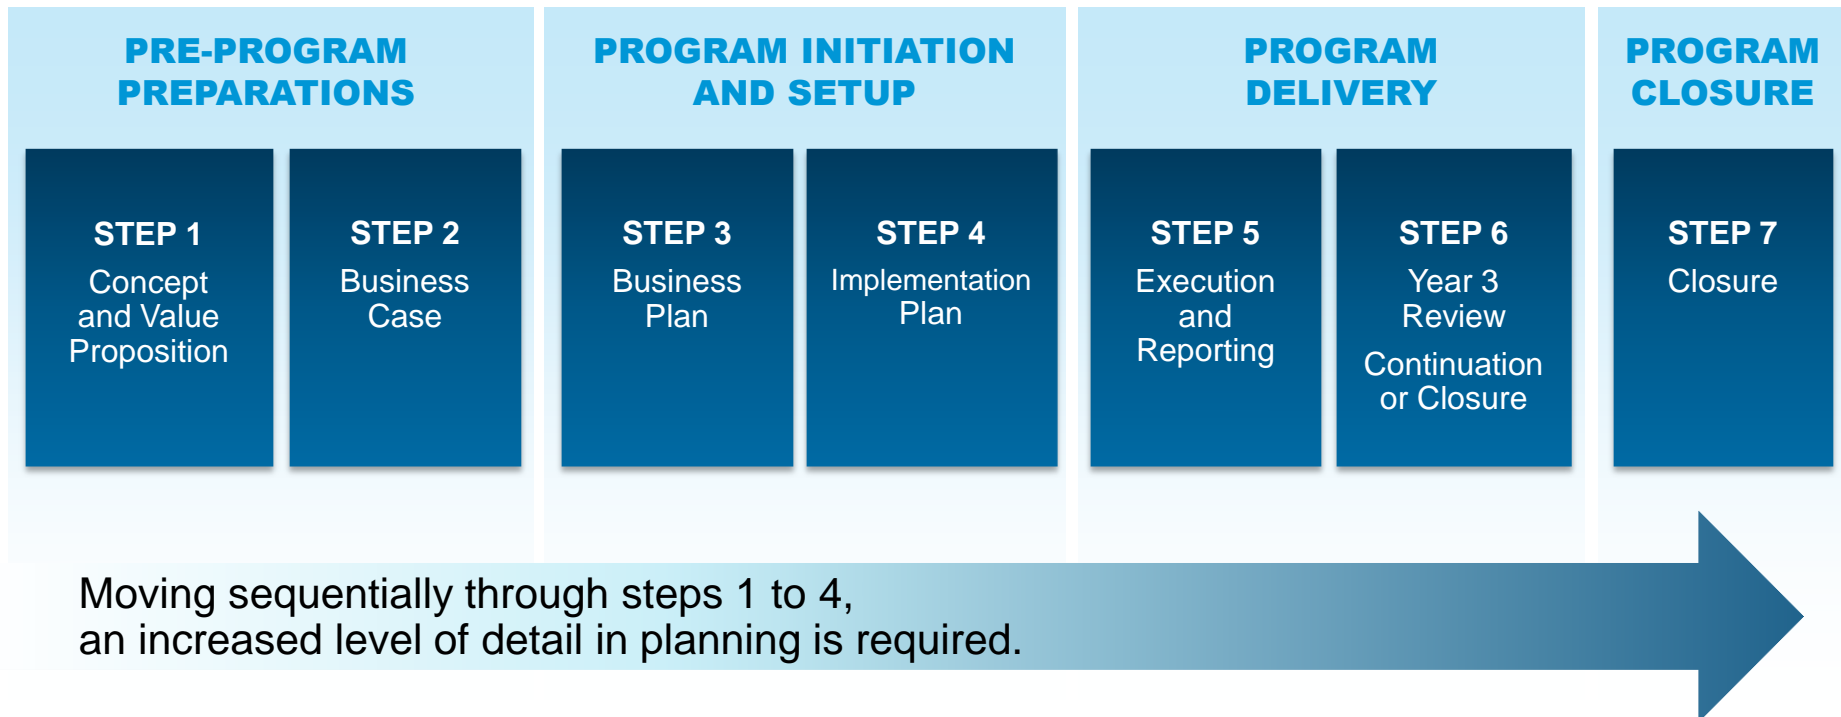 PRE-PROGRAM
PREPARATIONS
STEP 1
Concept
and Value
Proposition
STEP 2
Business
Case
PROGRAM INITIATION
AND SETUP
STEP 3
Business
Plan
STEP 4
Implementation
Plan
PROGRAM
DELIVERY
STEP 5
Execution
and
Reporting
STEP 6
Year 3
Review
Continuation
or Closure
PROGRAM
CLOSURE
STEP 7
Closure
Moving sequentially through steps 1 to 4,
an increased level of detail in planning is required.